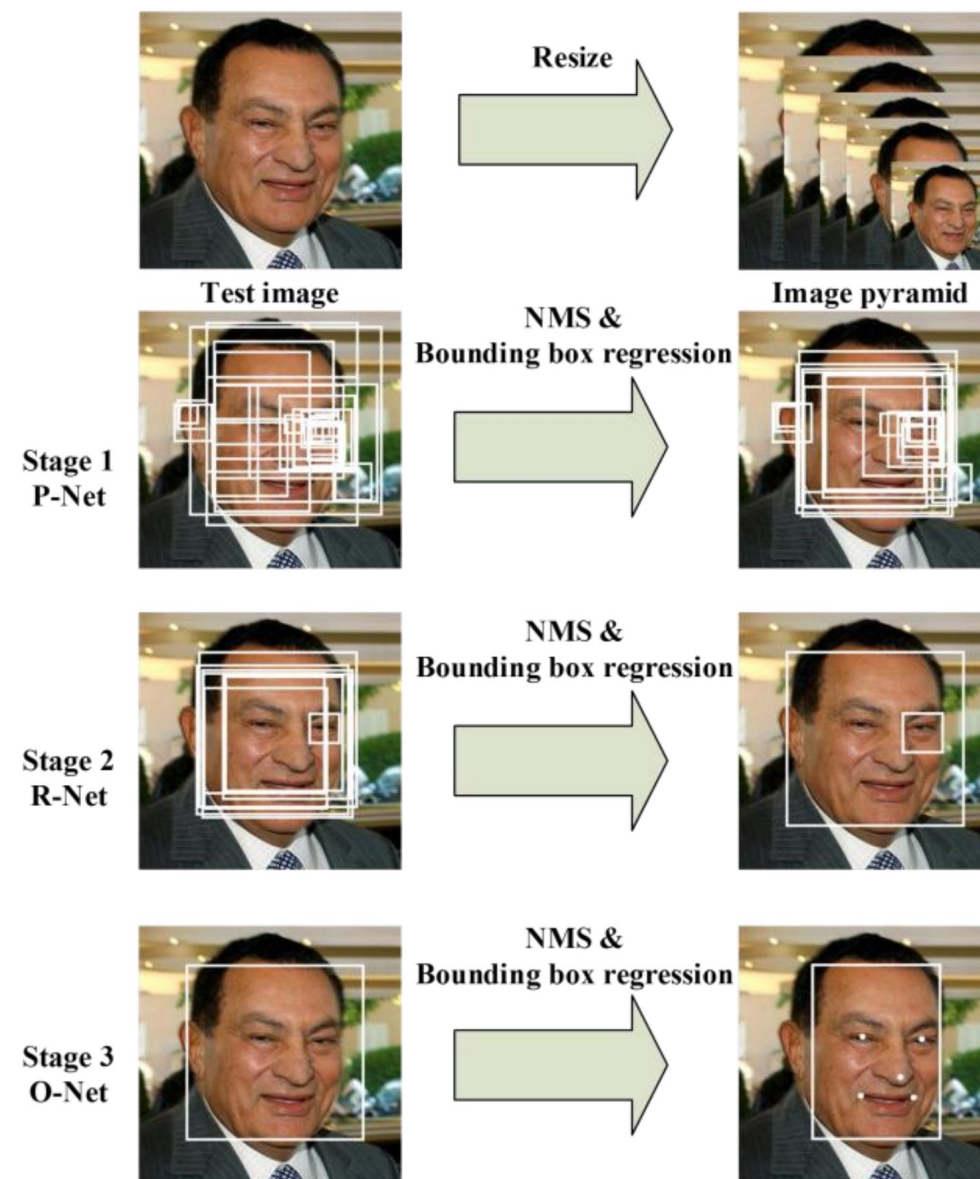 Resize
Test image
Image pyramid
NMS &
Bounding box regression
Stage 1
P-Net
NMS &
Bounding box regression
Stage 2
R-Net
NMS &
Bounding box regression
Stage 3
O-Net